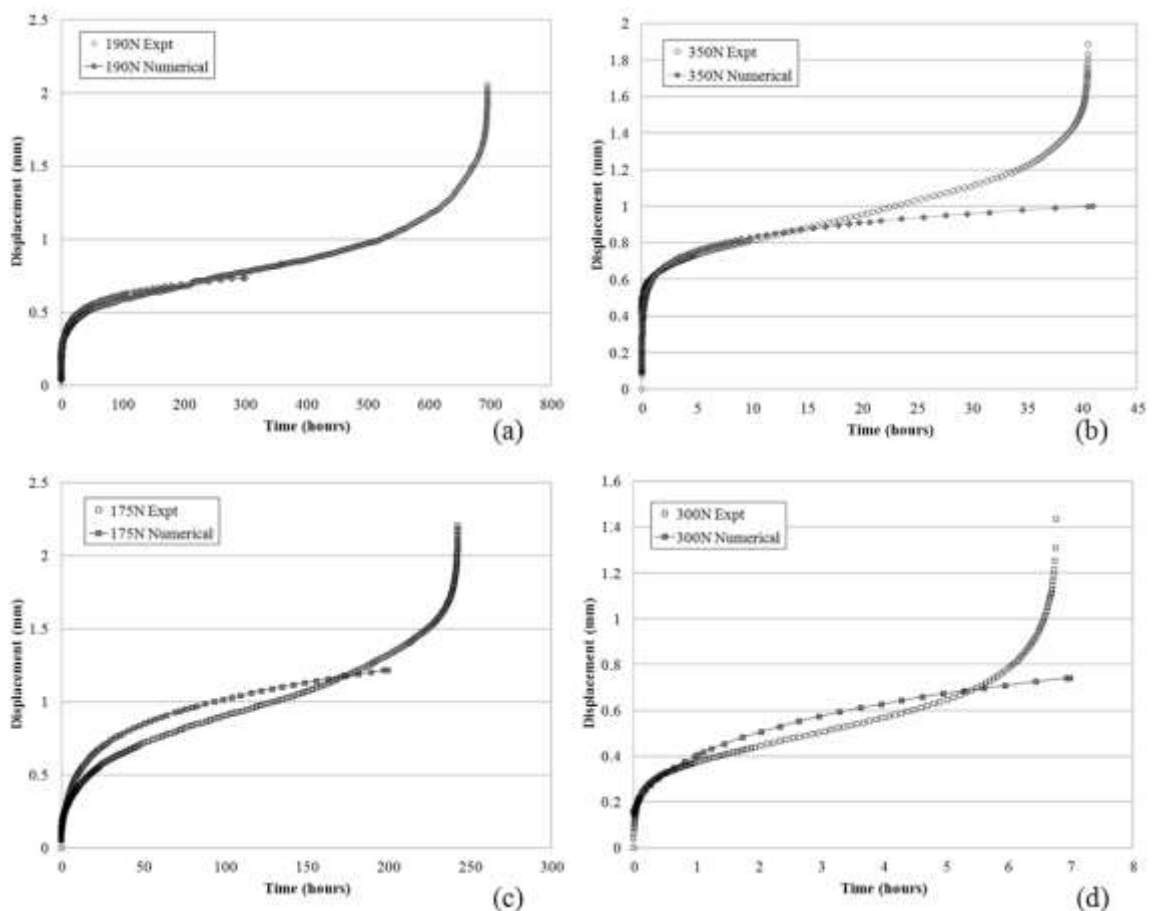 2.5
190N Expt
190N Numerical
2
1.5
1
0.5
0
Displacement (mm)
0 100 200 300 400 500 600 700 800
Time (hours)
(a)
2
350N Expt
350N Numerical
1.8
1.6
1.4
1.2
1
0.8
0.6
0.4
0.2
0
Displacement (mm)
0 5 10 15 20 25 30 35 40 45
Time (hours)
(b)
2.5
175N Expt
175N Numerical
2
1.5
1
0.5
0
Displacement (mm)
0 50 100 150 200 250 300
Time (hours)
(c)
1.6
300N Expt
300N Numerical
1.4
1.2
1
0.8
0.6
0.4
0.2
0
Displacement (mm)
0 1 2 3 4 5 6 7 8
Time (hours)
(d)